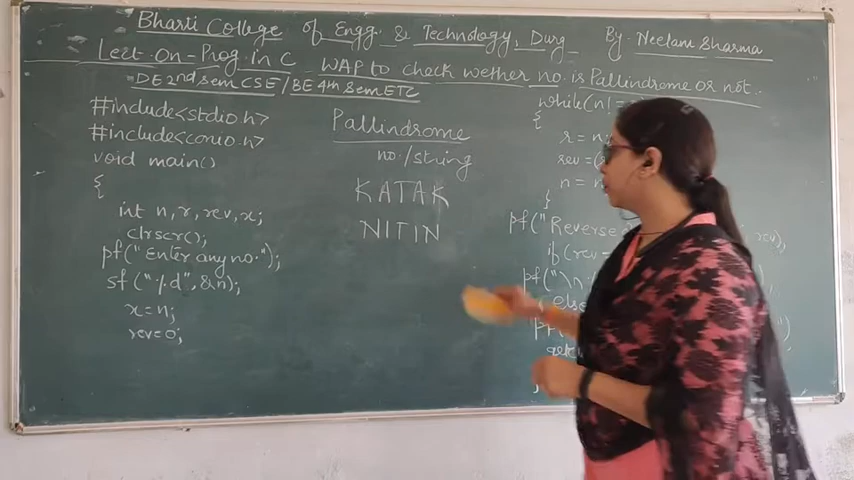 Bharti College of Engg. & Technology, Durg
By - Neelam Sharma
Lect-On-Prog. in C
WAP to check wether no. is Pallindrome or not.
DE 2nd sem CSE/BE 4th Sem ETC
#include<stdio.h>
#include<conio.h>
void main()
{
int n,r,rev,x;
clrscr();
pf("Enter any no.");
sf("%d",&n);
x=n;
rev=0;
Pallindrome
no./string
KATAK
NITIN
while(n!=
{
r=n
rev=
n=
}
pf("Reverse
rev);
if(rev=
pf("\n
else
pf("